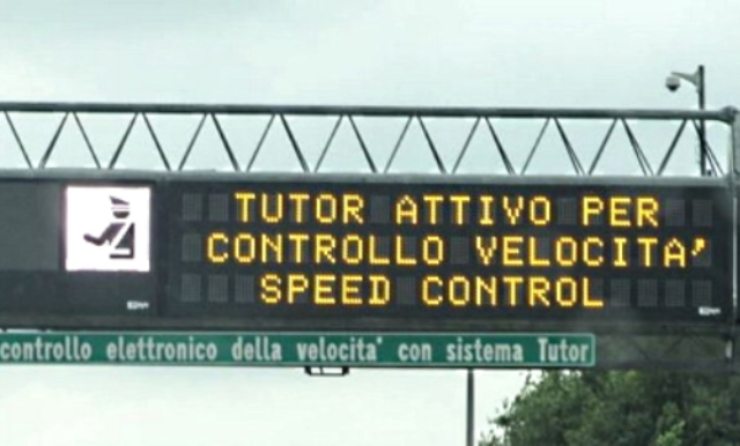 TUTOR ATTIVO PER
CONTROLLO VELOCITA'
SPEED CONTROL
controllo elettronico della velocita' con sistema Tutor